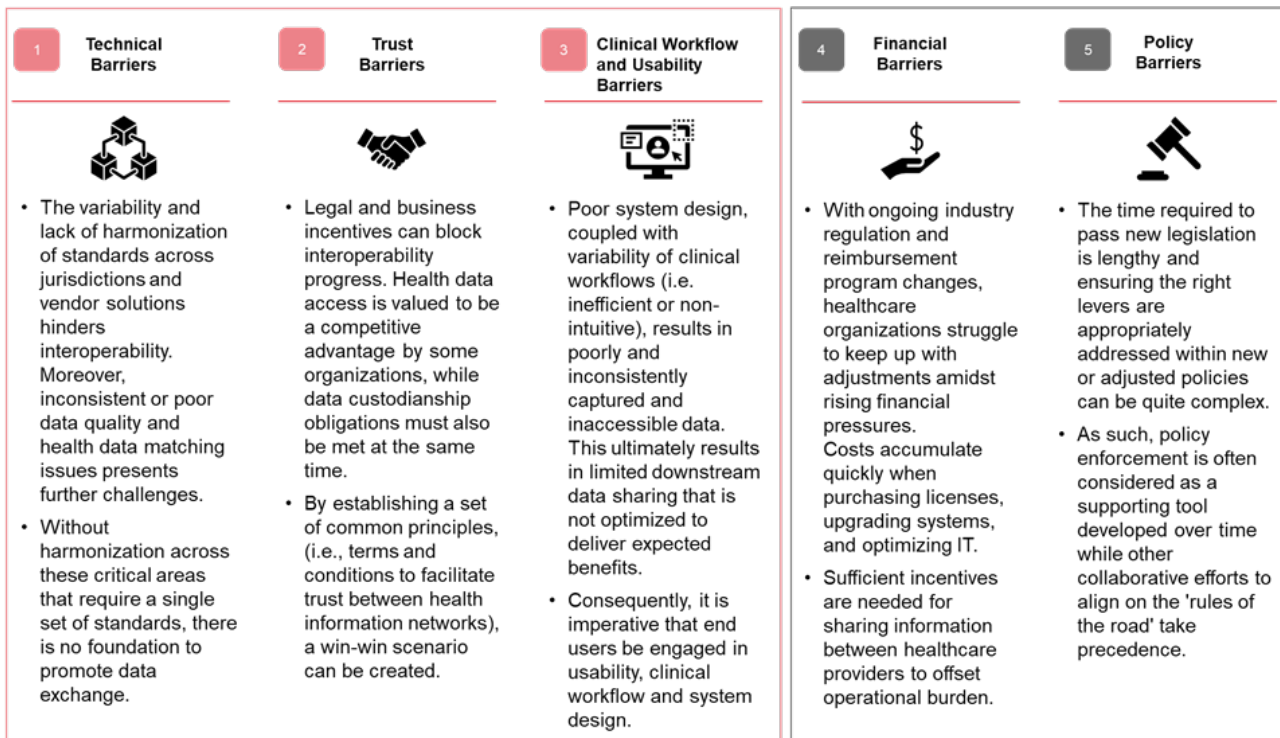 1
Technical
Barriers
• The variability and
lack of harmonization
of standards across
jurisdictions and
vendor solutions
hinders
interoperability.
Moreover,
inconsistent or poor
data quality and
health data matching
issues presents
further challenges.
• Without
harmonization across
these critical areas
that require a single
set of standards, there
is no foundation to
promote data
exchange.
2
Trust
Barriers
• Legal and business
incentives can block
interoperability
progress. Health data
access is valued to be
a competitive
advantage by some
organizations, while
data custodianship
obligations must also
be met at the same
time.
• By establishing a set
of common principles,
(i.e., terms and
conditions to facilitate
trust between health
information networks),
a win-win scenario
can be created.
3
Clinical Workflow
and Usability
Barriers
• Poor system design,
coupled with
variability of clinical
workflows (i.e.
inefficient or non-
intuitive), results in
poorly and
inconsistently
captured and
inaccessible data.
This ultimately results
in limited downstream
data sharing that is
not optimized to
deliver expected
benefits.
• Consequently, it is
imperative that end
users be engaged in
usability, clinical
workflow and system
design.
4
Financial
Barriers
$
• With ongoing industry
regulation and
reimbursement
program changes,
healthcare
organizations struggle
to keep up with
adjustments amidst
rising financial
pressures.
Costs accumulate
quickly when
purchasing licenses,
upgrading systems,
and optimizing IT.
• Sufficient incentives
are needed for
sharing information
between healthcare
providers to offset
operational burden.
5
Policy
Barriers
• The time required to
pass new legislation
is lengthy and
ensuring the right
levers are
appropriately
addressed within new
or adjusted policies
can be quite complex.
• As such, policy
enforcement is often
considered as a
supporting tool
developed over time
while other
collaborative efforts to
align on the 'rules of
the road' take
precedence.